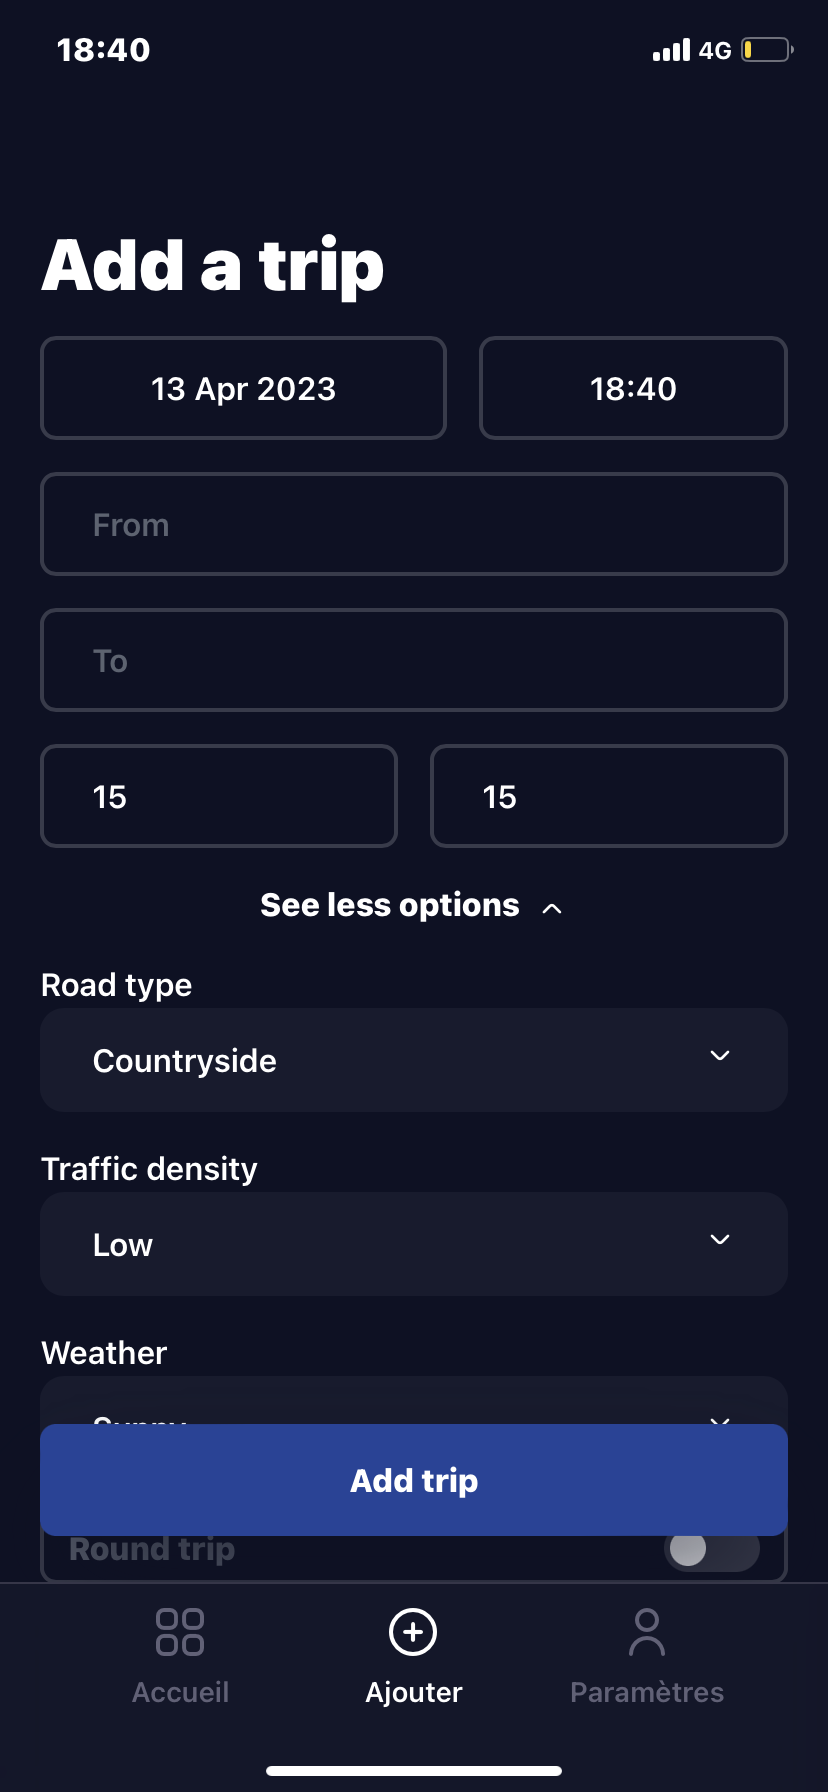 18:40
4G
Add a trip
13 Apr 2023
18:40
From
To
15
15
See less options
Road type
Countryside
Traffic density
Low
Weather
Sunny
Add trip
Round trip
Accueil
Ajouter
Paramètres